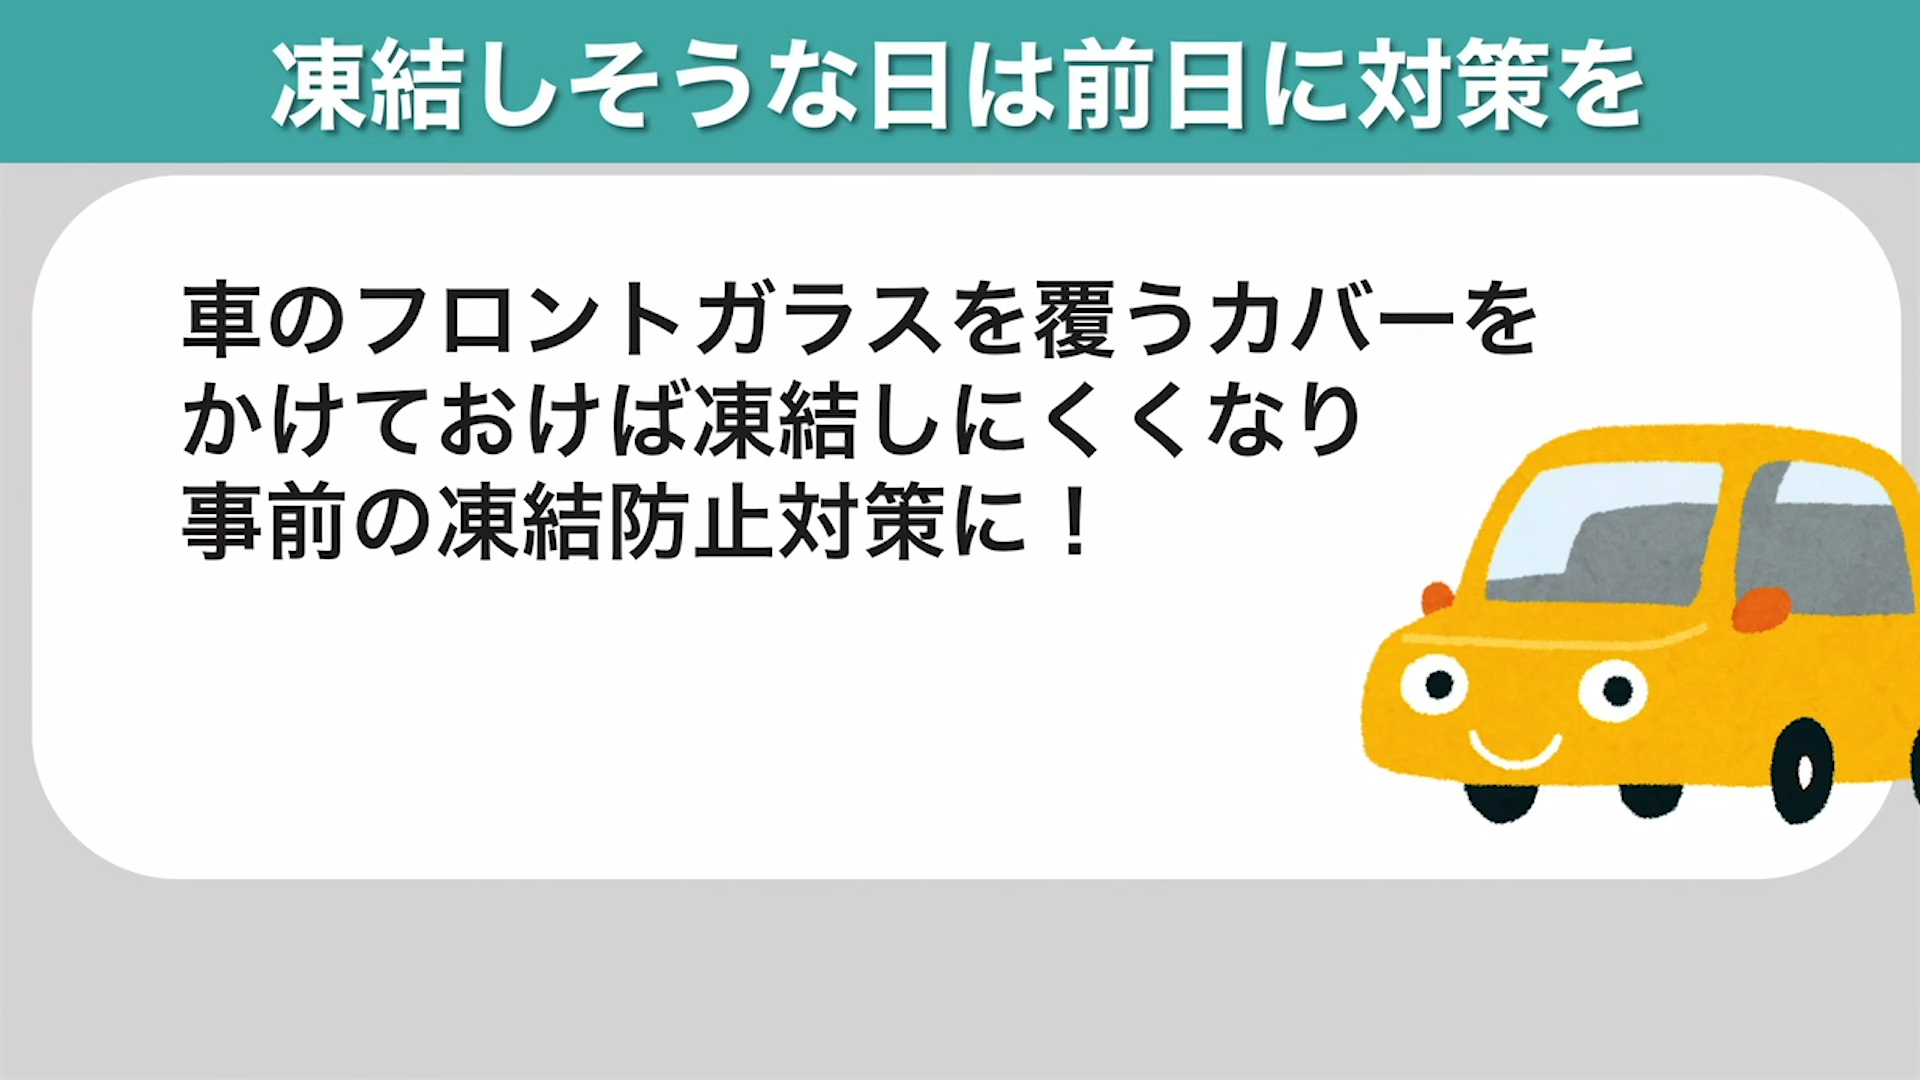 凍結しそうな日は前日に対策を
車のフロントガラスを覆うカバーを
かけておけば凍結しにくくなり
事前の凍結防止対策に！